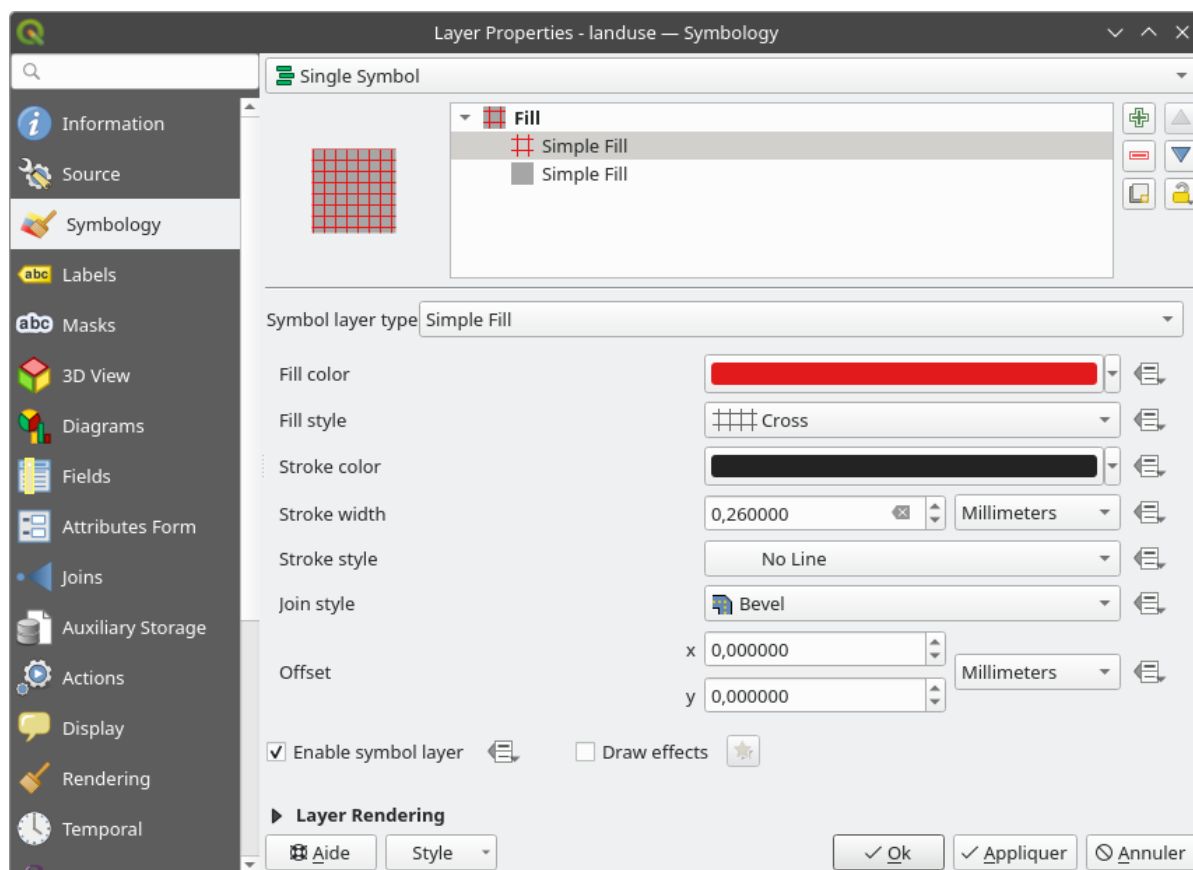 Layer Properties - landuse — Symbology
Single Symbol
Information
Source
Symbology
abc Labels
abc Masks
3D View
Diagrams
Fields
Attributes Form
Joins
Auxiliary Storage
Actions
Display
Rendering
Temporal
Fill
Simple Fill
Simple Fill
Symbol layer type Simple Fill
Fill color
Fill style Cross
Stroke color
Stroke width 0,260000 Millimeters
Stroke style No Line
Join style Bevel
Offset x 0,000000 Millimeters
y 0,000000
Enable symbol layer Draw effects
Layer Rendering
Aide Style Ok Appliquer Annuler